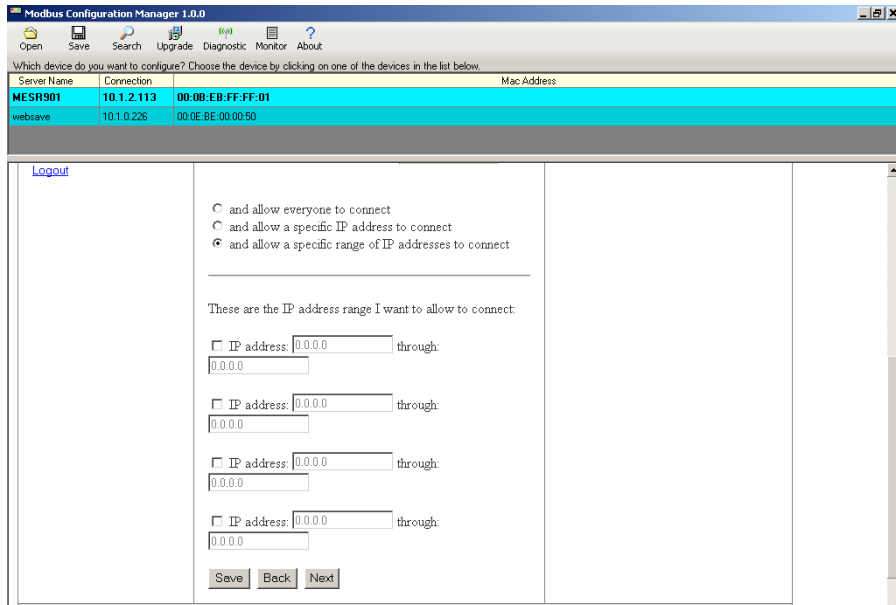 Modbus Configuration Manager 1.0.0
Open Save Search Upgrade Diagnostic Monitor About
Which device do you want to configure? Choose the device by clicking on one of the devices in the list below.
Server Name Connection Mac Address
MESR901 10.1.2.113 00:0B:EB:FF:FF:01
websave 10.1.0.226 00:0E:BE:00:00:50
Logout
and allow everyone to connect
and allow a specific IP address to connect
and allow a specific range of IP addresses to connect
These are the IP address range I want to allow to connect:
IP address: 0.0.0.0 through:
0.0.0.0
IP address: 0.0.0.0 through:
0.0.0.0
IP address: 0.0.0.0 through:
0.0.0.0
IP address: 0.0.0.0 through:
0.0.0.0
Save Back Next